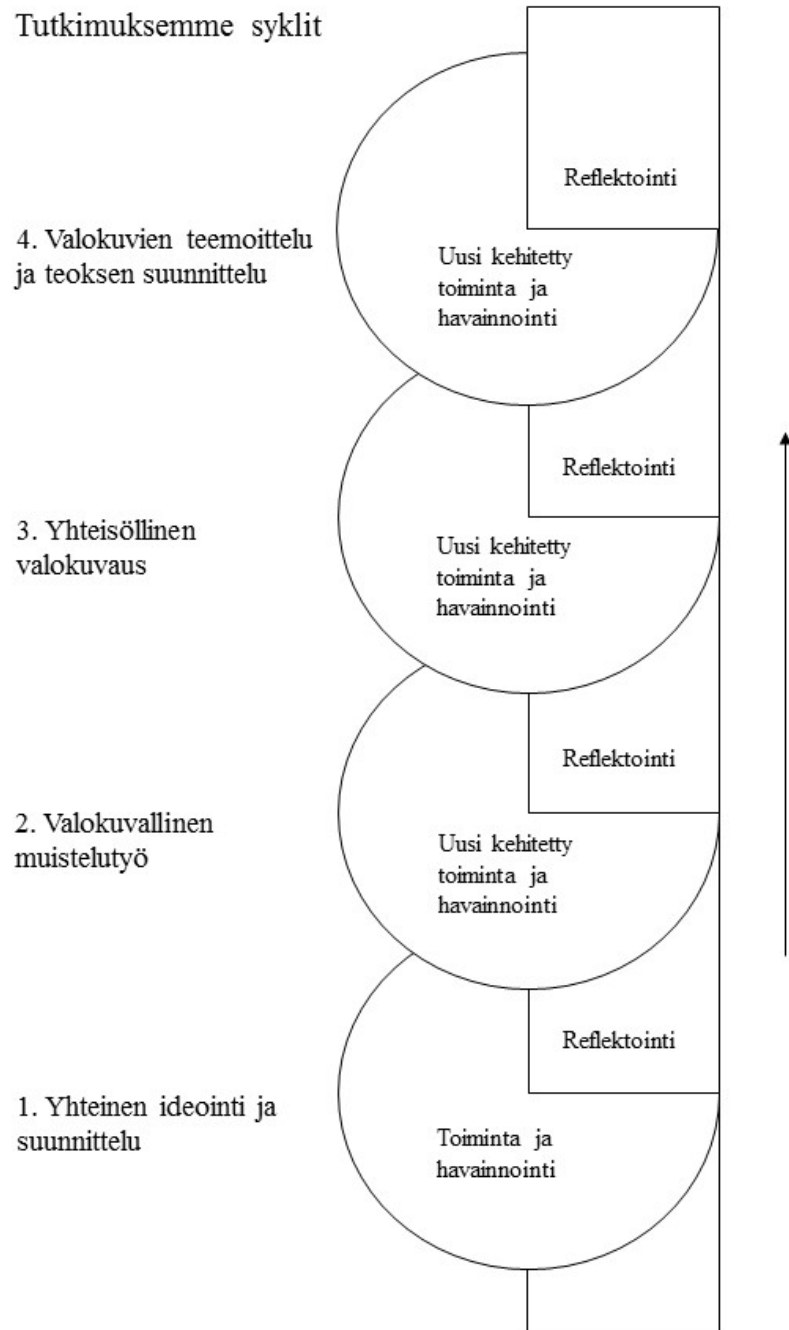 Tutkimuksemme syklit
Reflektointi
4. Valokuvien teemoittelu
ja teoksen suunnittelu
Uusi kehitetty
toiminta ja
havainnointi
Reflektointi
3. Yhteisöllinen
valokuvaus
Uusi kehitetty
toiminta ja
havainnointi
Reflektointi
2. Valokuvallinen
muistelutyö
Uusi kehitetty
toiminta ja
havainnointi
Reflektointi
1. Yhteinen ideointi ja
suunnittelu
Toiminta ja
havainnointi